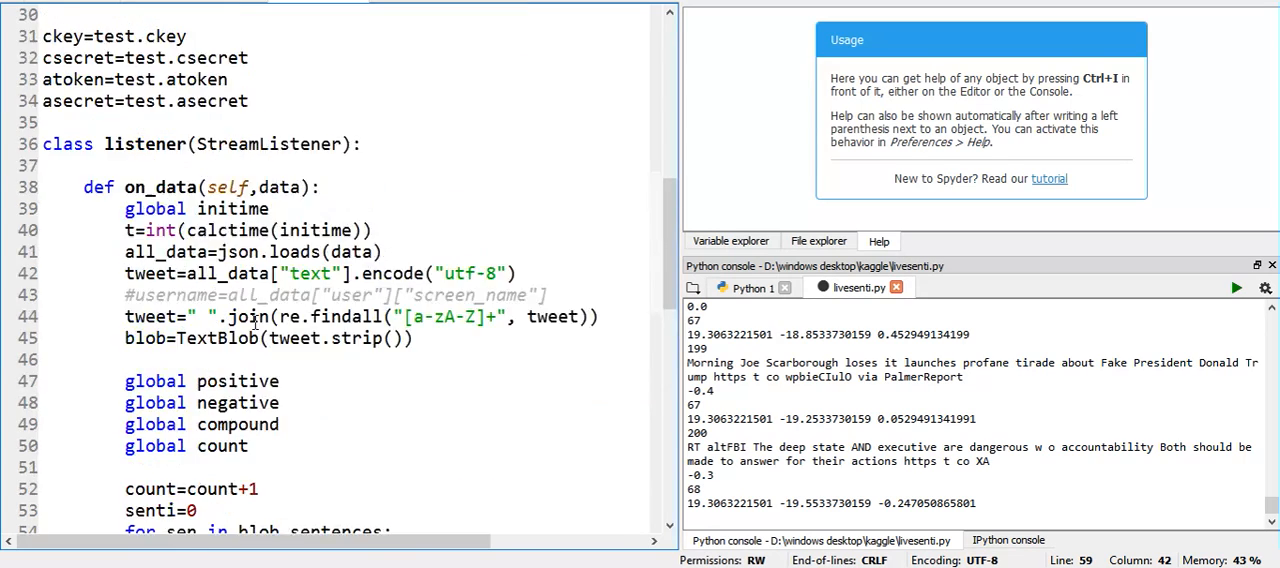 30
31 ckey=test.ckey
32 csecret=test.csecret
33 atoken=test.atoken
34 asecret=test.asecret
35
36 class listener(StreamListener):
37
38 def on_data(self,data):
39 global initime
40 t=int(calctime(initime))
41 all_data=json.loads(data)
42 tweet=all_data["text"].encode("utf-8")
43 #username=all_data["user"]["screen_name"]
44 tweet=" ".join(re.findall("[a-zA-Z]+", tweet))
45 blob=TextBlob(tweet.strip())
46
47 global positive
48 global negative
49 global compound
50 global count
51
52 count=count+1
53 senti=0
54 for sen in blob.sentences:
Usage
Here you can get help of any object by pressing Ctrl+I in
front of it, either on the Editor or the Console.
Help can also be shown automatically after writing a left
parenthesis next to an object. You can activate this
behavior in Preferences > Help.
New to Spyder? Read our tutorial
Variable explorer File explorer Help
Python console - D:\windows desktop\kaggle\livesenti.py
Python 1 livesenti.py
0.0
67
19.3063221501 -18.8533730159 0.452949134199
199
Morning Joe Scarborough loses it launches profane tirade about Fake President Donald Tr
ump https t co wpbieCIulO via PalmerReport
-0.4
67
19.3063221501 -19.2533730159 0.0529491341991
200
RT altFBI The deep state AND executive are dangerous w o accountability Both should be
made to answer for their actions https t co XA
-0.3
68
19.3063221501 -19.5533730159 -0.247050865801
Python console - D:\windows desktop\kaggle\livesenti.py IPython console
Permissions: RW End-of-lines: CRLF Encoding: UTF-8 Line: 59 Column: 42 Memory: 43 %